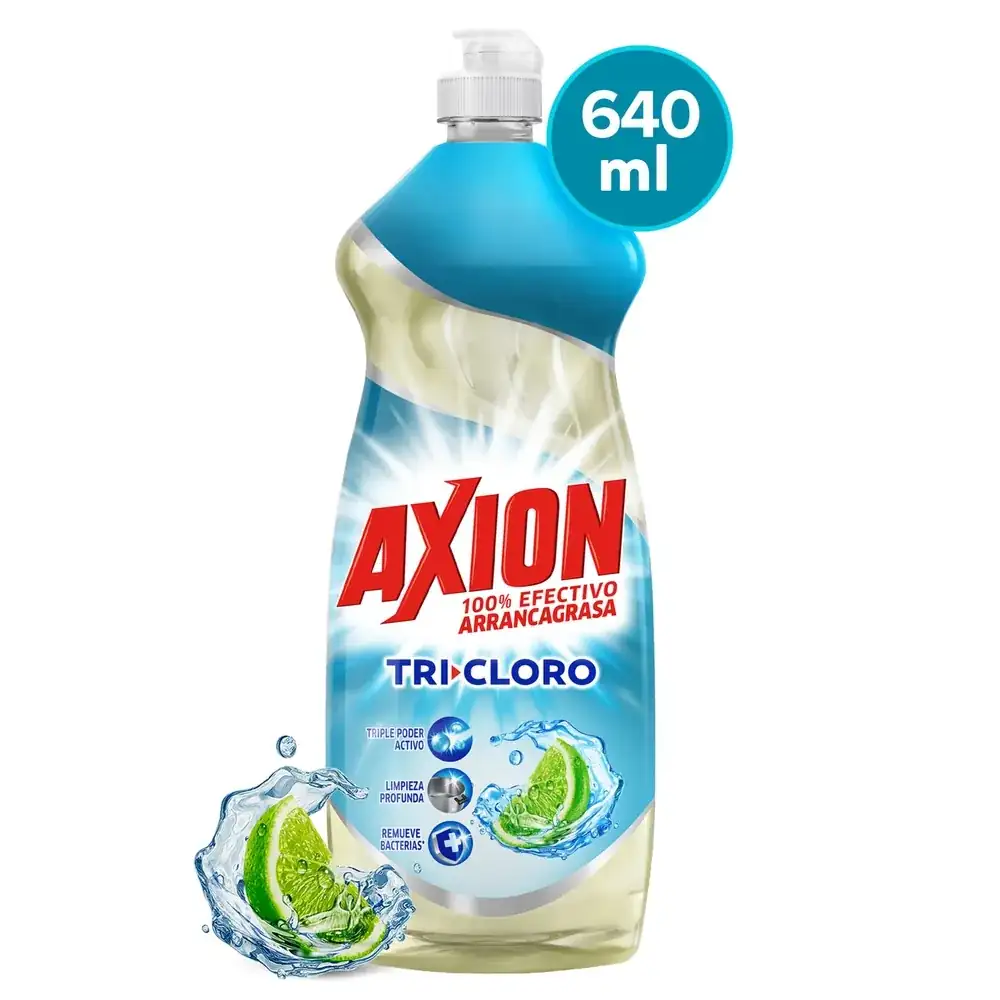 640
ml
AXION
100% EFECTIVO
ARRANCAGRASA
TRI CLORO
TRIPLE PODER
ACTIVO
LIMPIEZA
PROFUNDA
REMUEVE
BACTERIAS*